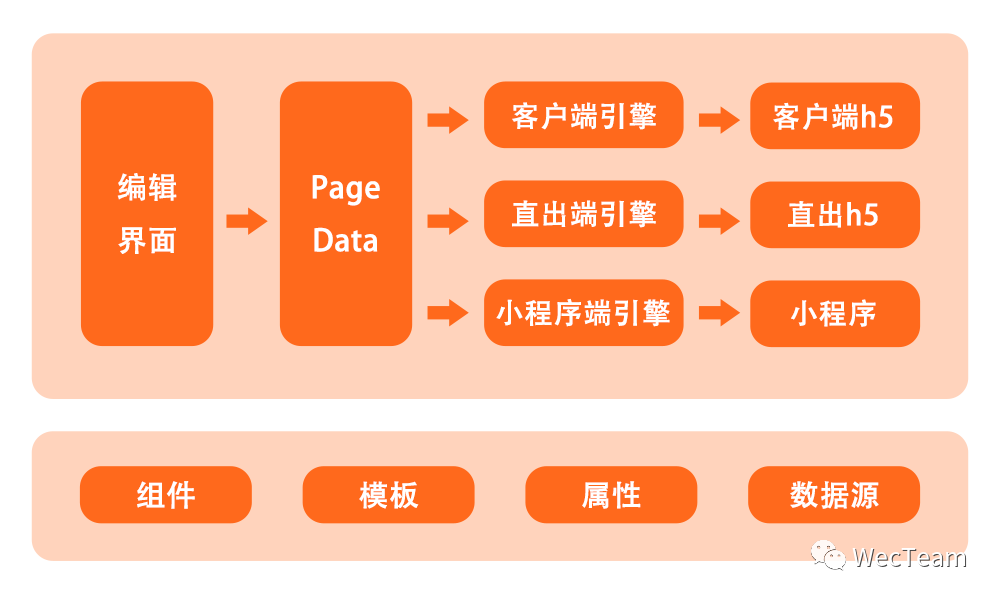 编辑
界面
Page
Data
客户端引擎
客户端h5
直出端引擎
直出h5
小程序端引擎
小程序
组件
模板
属性
数据源
WecTeam